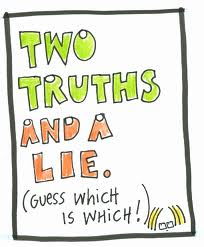 TWO
TRUTHS
AND A
LIE.
(GUESS WHICH
IS WHICH!)